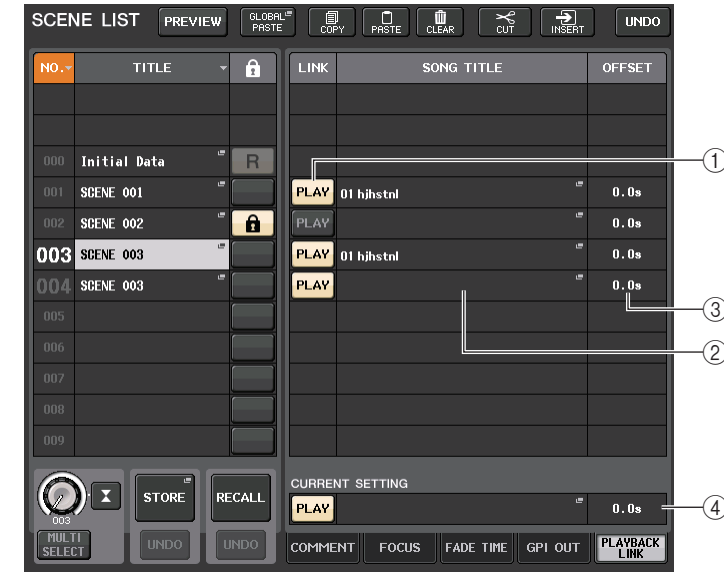 SCENE LIST PREVIEW GLOBAL PASTE COPY PASTE CLEAR CUT INSERT UNDO
NO. TITLE LINK SONG TITLE OFFSET
000 Initial Data R
001 SCENE 001 PLAY 01 hjhstnl 0.0s
002 SCENE 002 PLAY 0.0s
003 SCENE 003 PLAY 01 hjhstnl 0.0s
004 SCENE 003 PLAY 0.0s
005
006
007
008
009
CURRENT SETTING
PLAY 0.0s
003
STORE RECALL
MULTI SELECT UNDO UNDO
COMMENT FOCUS FADE TIME GPI OUT PLAYBACK LINK
①
③
②
④